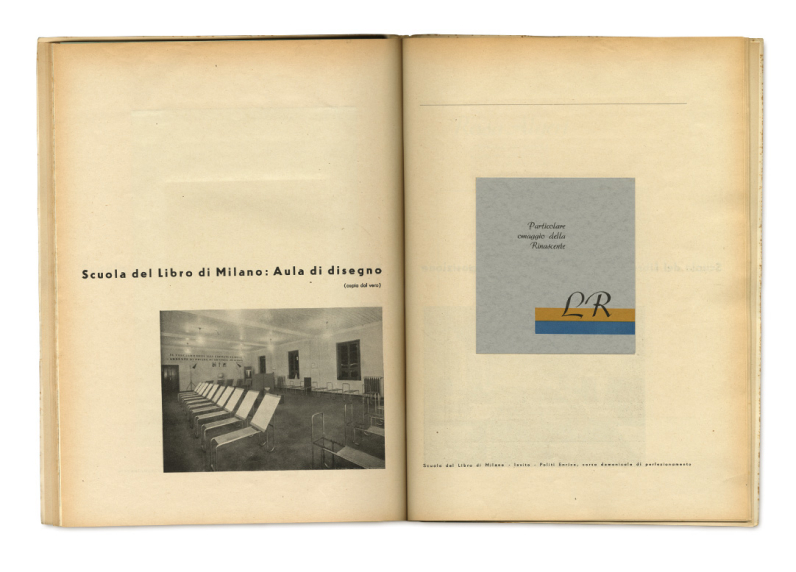 Scuola del Libro di Milano: Aula di disegno
(copia dal vero)
Particolare
omaggio della
Rinascente
LR
Scuola del Libro di Milano - Invito - Politi Enrico, corso domenicale di perfezionamento